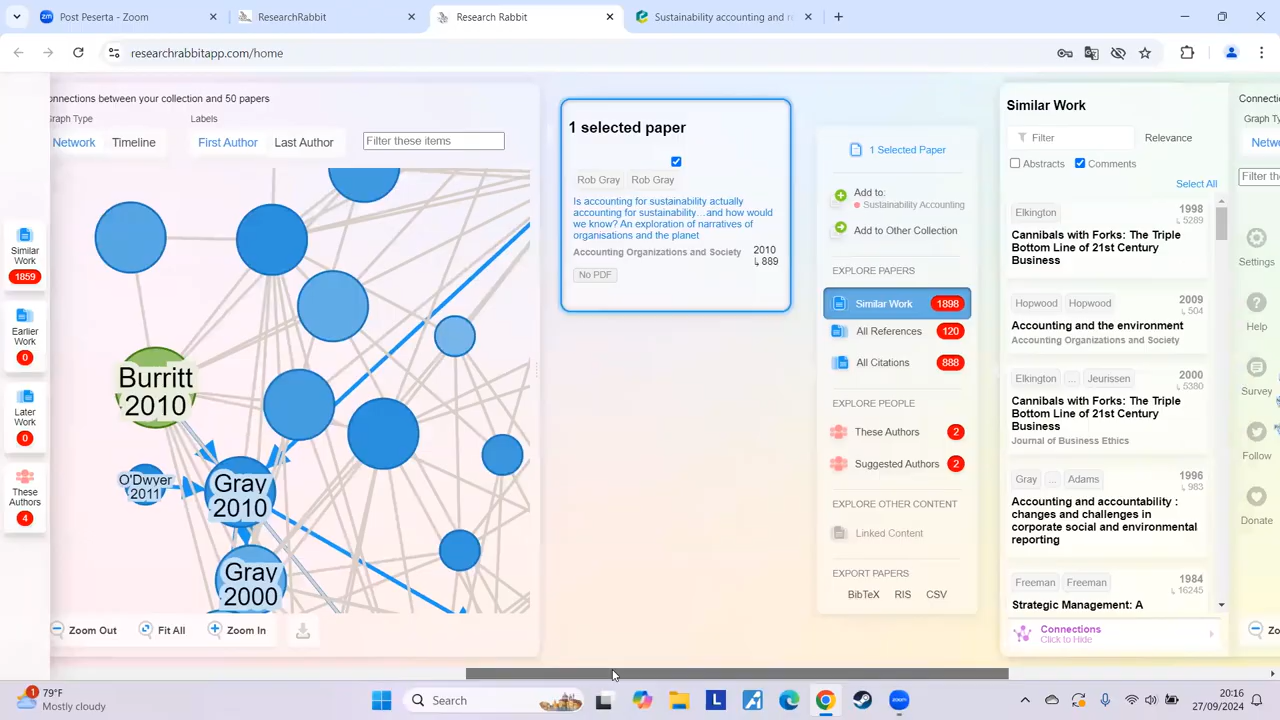 Post Peserta - Zoom
ResearchRabbit
Research Rabbit
Sustainability accounting and r
researchrabbitapp.com/home
onnections between your collection and 50 papers
Graph Type
Labels
Network
Timeline
First Author
Last Author
Filter these items
Similar
Work
1859
Earlier
Work
0
Later
Work
0
These
Authors
4
Burritt
2010
O'Dwyer
2011
Gray
2010
Gray
2000
Zoom Out
Fit All
Zoom In
1 selected paper
Rob Gray
Rob Gray
Is accounting for sustainability actually
accounting for sustainability…and how would
we know? An exploration of narratives of
organisations and the planet
Accounting Organizations and Society
2010
889
No PDF
1 Selected Paper
Add to:
Sustainability Accounting
Add to Other Collection
EXPLORE PAPERS
Similar Work
1898
All References
120
All Citations
888
EXPLORE PEOPLE
These Authors
2
Suggested Authors
2
EXPLORE OTHER CONTENT
Linked Content
EXPORT PAPERS
BibTeX
RIS
CSV
Similar Work
Filter
Relevance
Abstracts
Comments
Select All
Elkington
1998
5289
Cannibals with Forks: The Triple
Bottom Line of 21st Century
Business
Hopwood
Hopwood
2009
504
Accounting and the environment
Accounting Organizations and Society
Elkington
...
Jeurissen
2000
5380
Cannibals with Forks: The Triple
Bottom Line of 21st Century
Business
Journal of Business Ethics
Gray
...
Adams
1996
983
Accounting and accountability :
changes and challenges in
corporate social and environmental
reporting
Freeman
Freeman
1984
16245
Strategic Management: A
Connections
Click to Hide
Connectio
Graph Ty
Netwo
Filter the
Settings
Help
Survey
Follow
Donate
Zo
1
79°F
Mostly cloudy
Search
20:16
27/09/2024